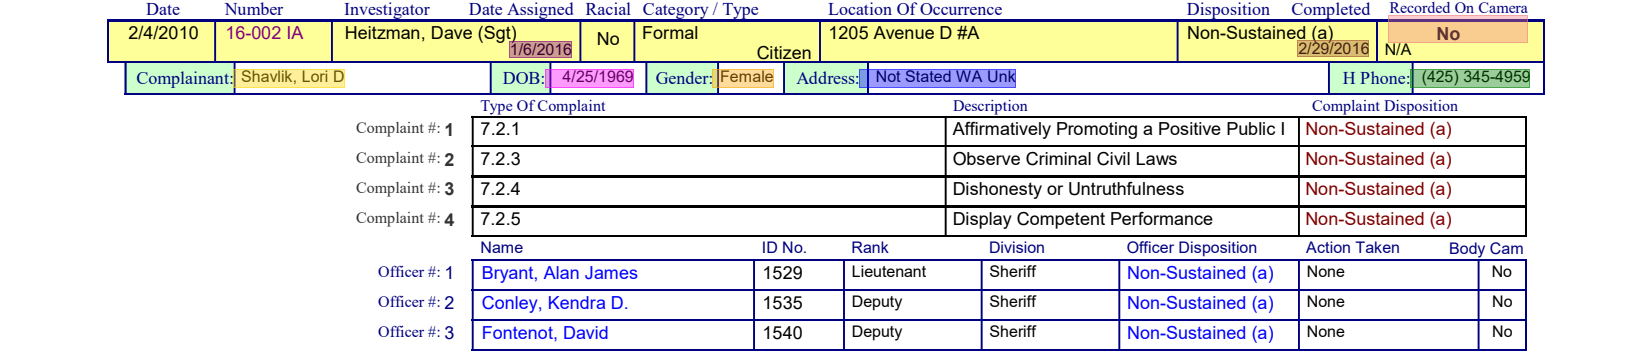 Date Number Investigator Date Assigned Racial Category / Type Location Of Occurrence Disposition Completed Recorded On Camera
2/4/2010 16-002 IA Heitzman, Dave (Sgt) 1/6/2016 No Formal Citizen 1205 Avenue D #A Non-Sustained (a) 2/29/2016 No N/A
Complainant: Shavlik, Lori D DOB: 4/25/1969 Gender: Female Address: Not Stated WA Unk H Phone: (425) 345-4959
Type Of Complaint Description Complaint Disposition
Complaint #: 1 7.2.1 Affirmatively Promoting a Positive Public I Non-Sustained (a)
Complaint #: 2 7.2.3 Observe Criminal Civil Laws Non-Sustained (a)
Complaint #: 3 7.2.4 Dishonesty or Untruthfulness Non-Sustained (a)
Complaint #: 4 7.2.5 Display Competent Performance Non-Sustained (a)
Name ID No. Rank Division Officer Disposition Action Taken Body Cam
Officer #: 1 Bryant, Alan James 1529 Lieutenant Sheriff Non-Sustained (a) None No
Officer #: 2 Conley, Kendra D. 1535 Deputy Sheriff Non-Sustained (a) None No
Officer #: 3 Fontenot, David 1540 Deputy Sheriff Non-Sustained (a) None No